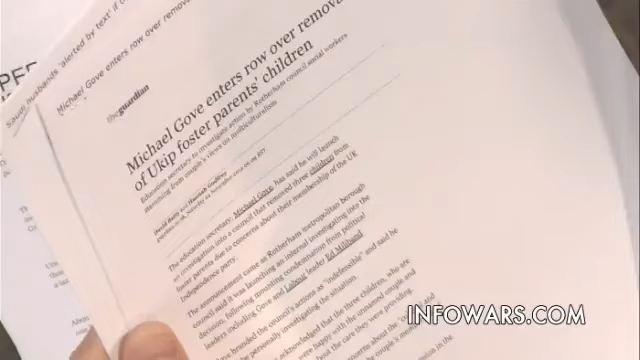 Saudi husbands 'alerted by text' if
Michael Gove enters row over remov
theguardian
Michael Gove enters row over remova
of Ukip foster parents' children
Education secretary to investigate action by Rotherham council social workers
stemming from couple's views on multiculturalism
The education secretary, Michael Gove, has said he will launch
an investigation into a council that removed three children from
foster parents due to concerns about their membership of the UK
Independence party.
The announcement came as Rotherham metropolitan borough
council said it was launching an internal investigation into the
decision, following mounting condemnation from political
leaders including Gove and Labour leader Ed Miliband
branded the council's actions as "indefensible" and said he
personally investigating the situation.
acknowledged that the three children, who are
were happy with the unnamed couple and
about the care they were providing.
INFOWARS.COM